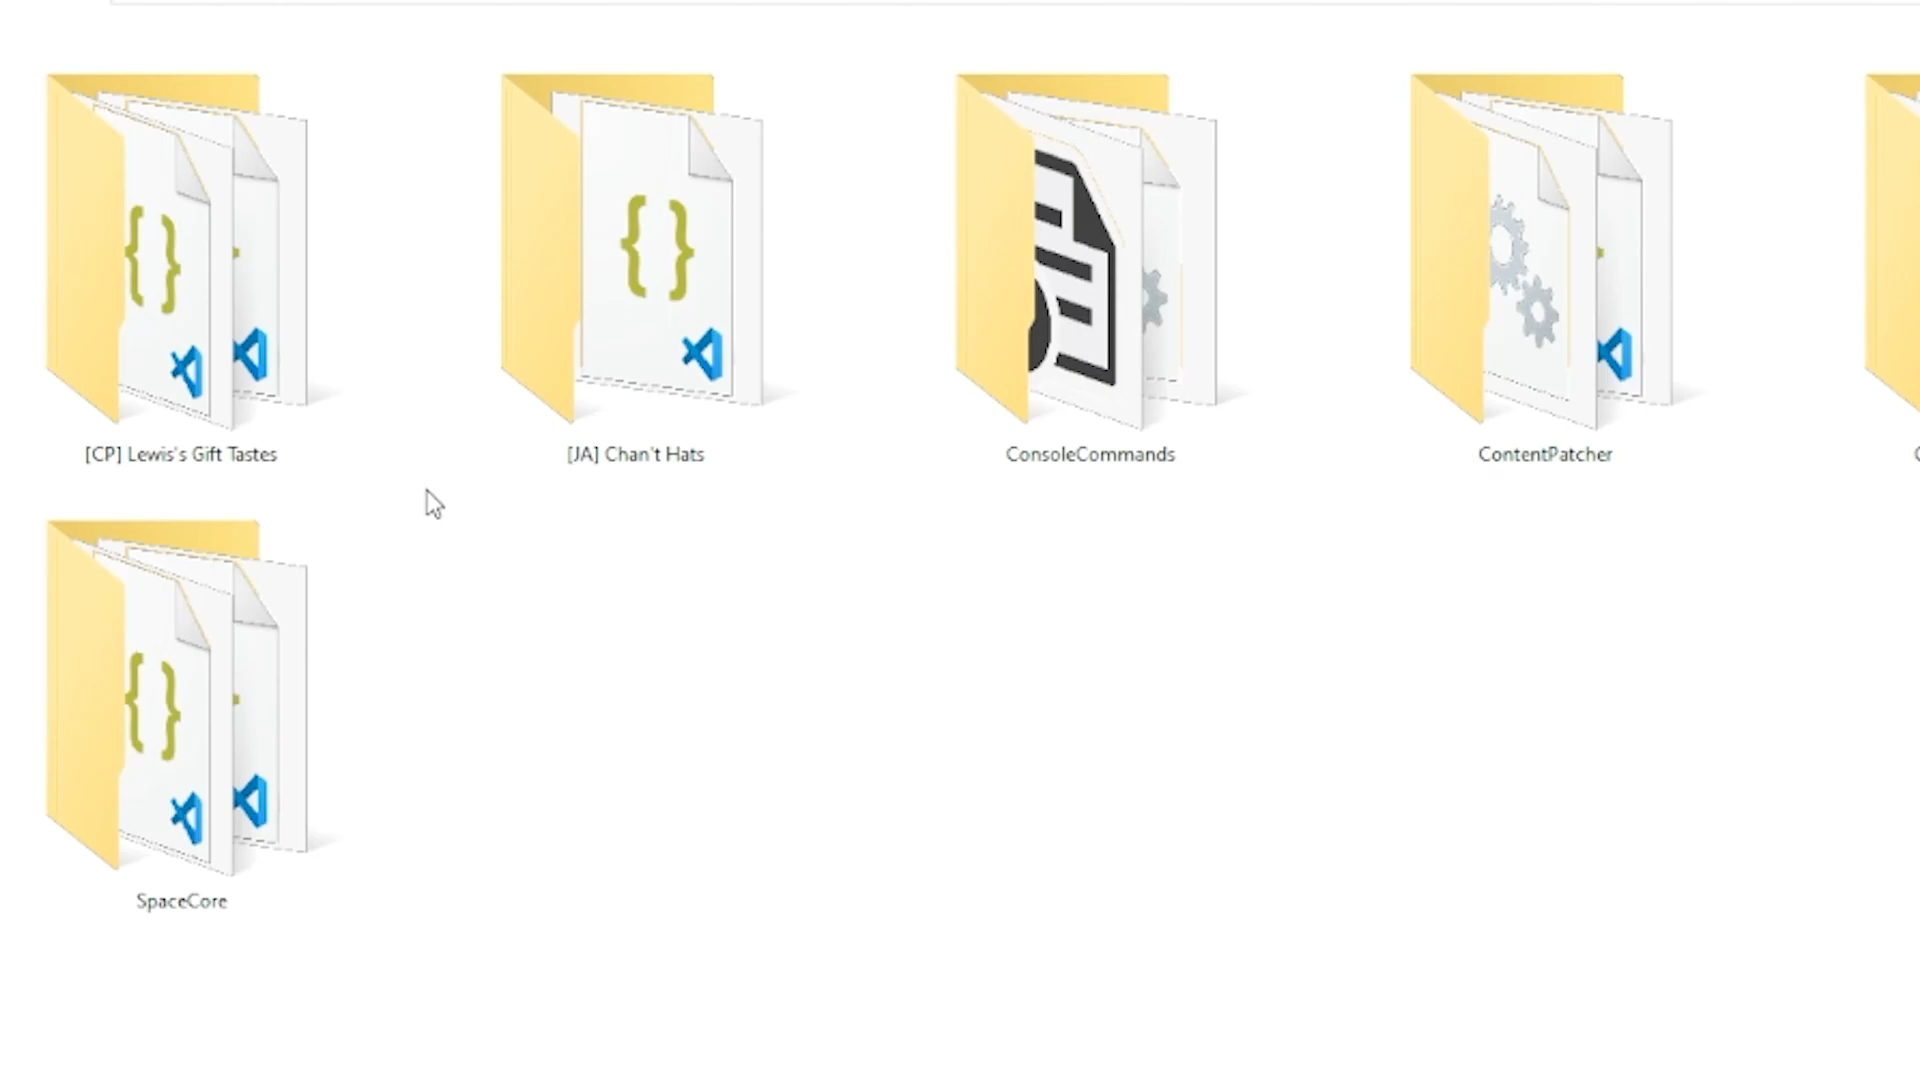 [CP] Lewis's Gift Tastes
[JA] Chan't Hats
ConsoleCommands
ContentPatcher
SpaceCore